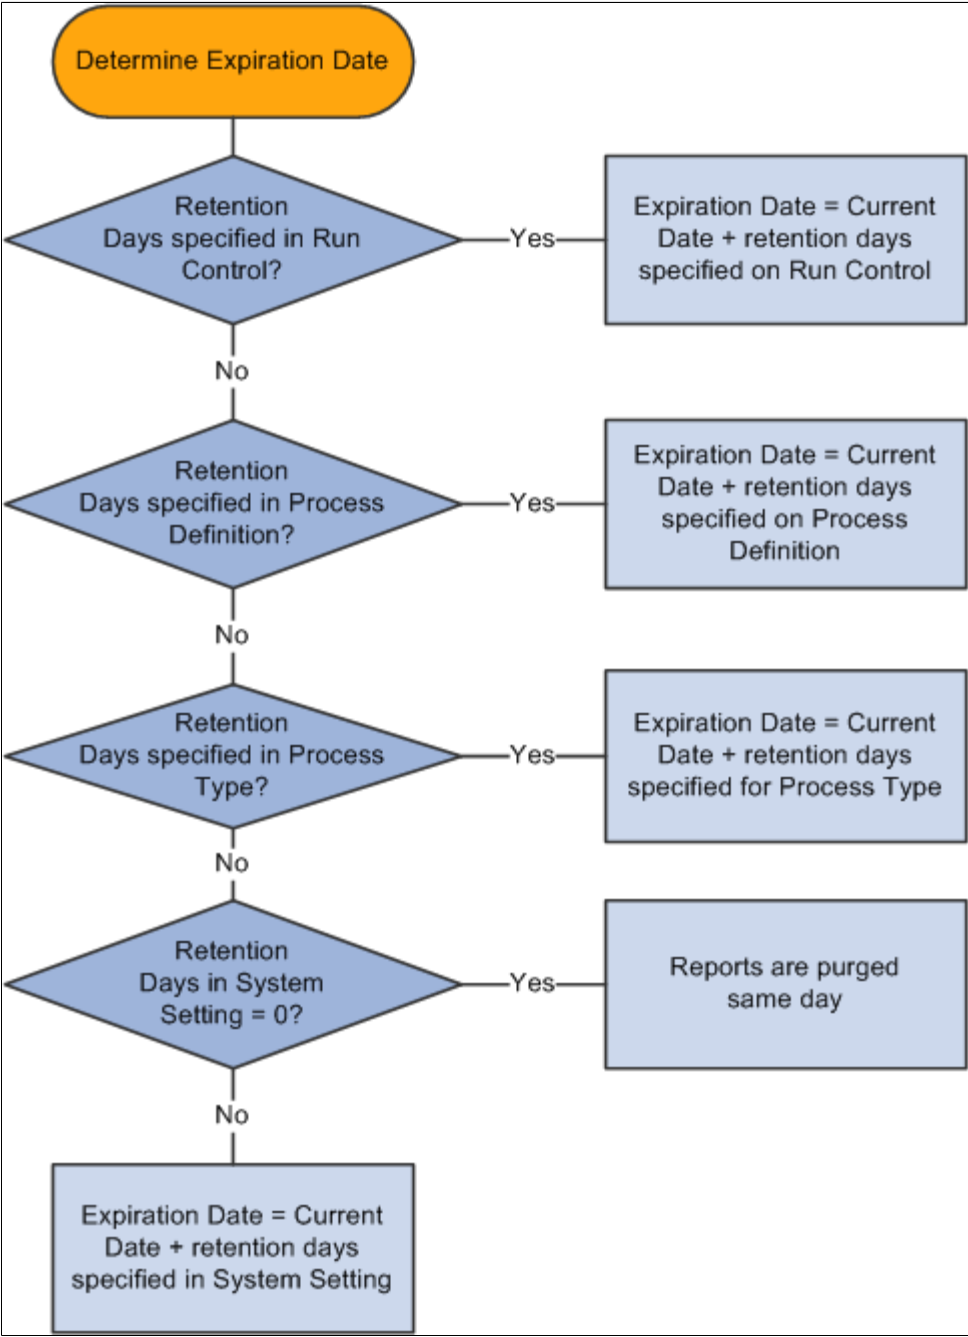 Determine Expiration Date
Retention
Days specified in Run
Control?
Yes
Expiration Date = Current
Date + retention days
specified on Run Control
No
Retention
Days specified in Process
Definition?
Yes
Expiration Date = Current
Date + retention days
specified on Process
Definition
No
Retention
Days specified in Process
Type?
Yes
Expiration Date = Current
Date + retention days
specified for Process Type
No
Retention
Days in System
Setting = 0?
Yes
Reports are purged
same day
No
Expiration Date = Current
Date + retention days
specified in System Setting